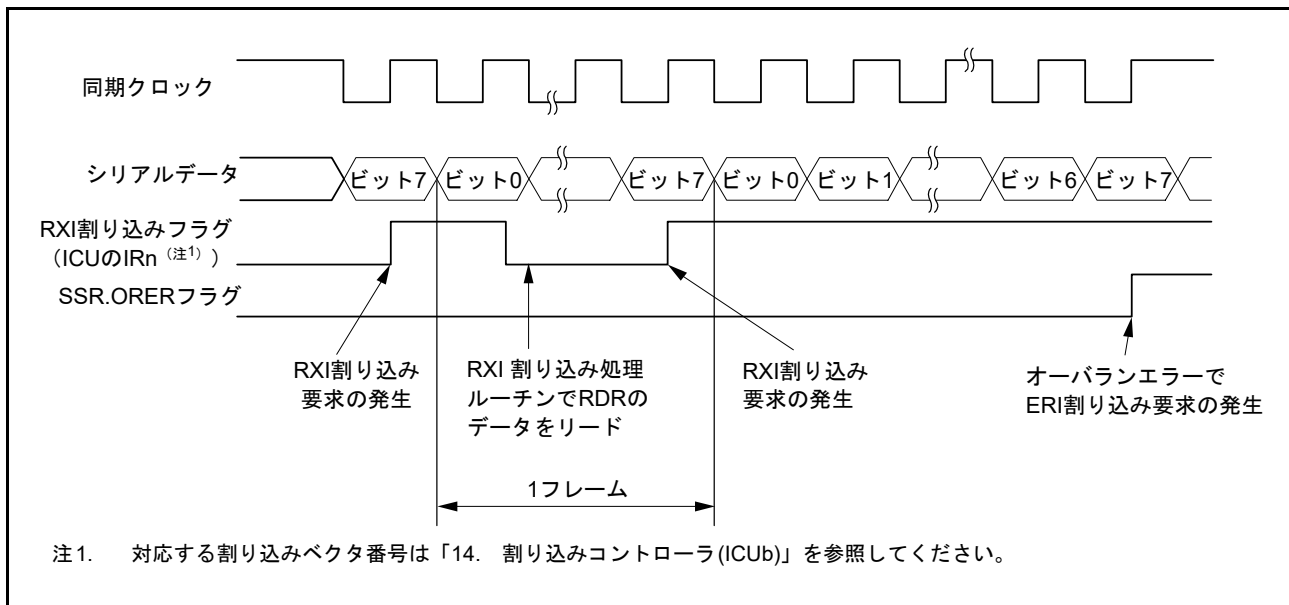 同期クロック
シリアルデータ
ビット7 ビット0 ビット7 ビット0 ビット1 ビット6 ビット7
RXI割り込みフラグ
(ICUのIRn (注1) )
SSR.ORERフラグ
RXI割り込み
要求の発生
RXI 割り込み処理
ルーチンでRDRの
データをリード
RXI割り込み
要求の発生
オーバランエラーで
ERI割り込み要求の発生
1フレーム
注1. 対応する割り込みベクタ番号は「14. 割り込みコントローラ(ICUb)」を参照してください。